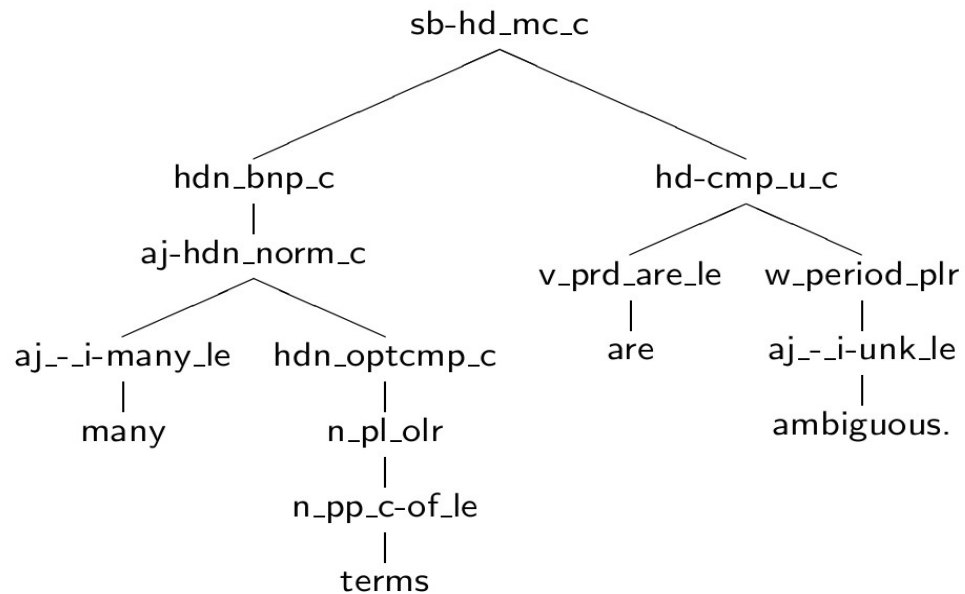 sb-hd_mc_c
hdn_bnp_c hd-cmp_u_c
aj-hdn_norm_c
v_prd_are_le w_period_plr
aj_-_i-many_le hdn_optcmp_c are aj_-_i-unk_le
many n_pl_olr ambiguous.
n_pp_c-of_le
terms